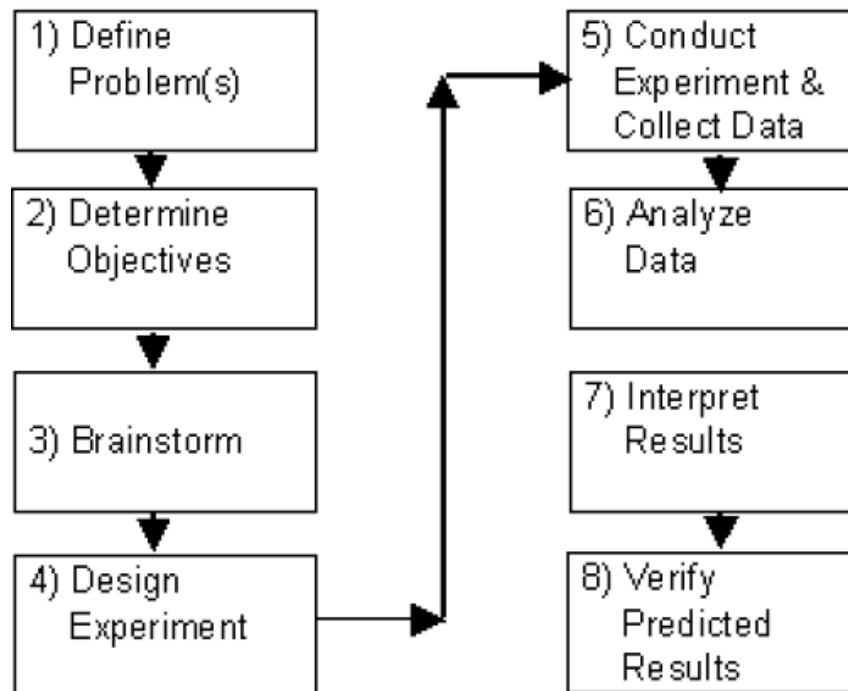 1) Define
Problem(s)
2) Determine
Objectives
3) Brainstorm
4) Design
Experiment
5) Conduct
Experiment &
Collect Data
6) Analyze
Data
7) Interpret
Results
8) Verify
Predicted
Results